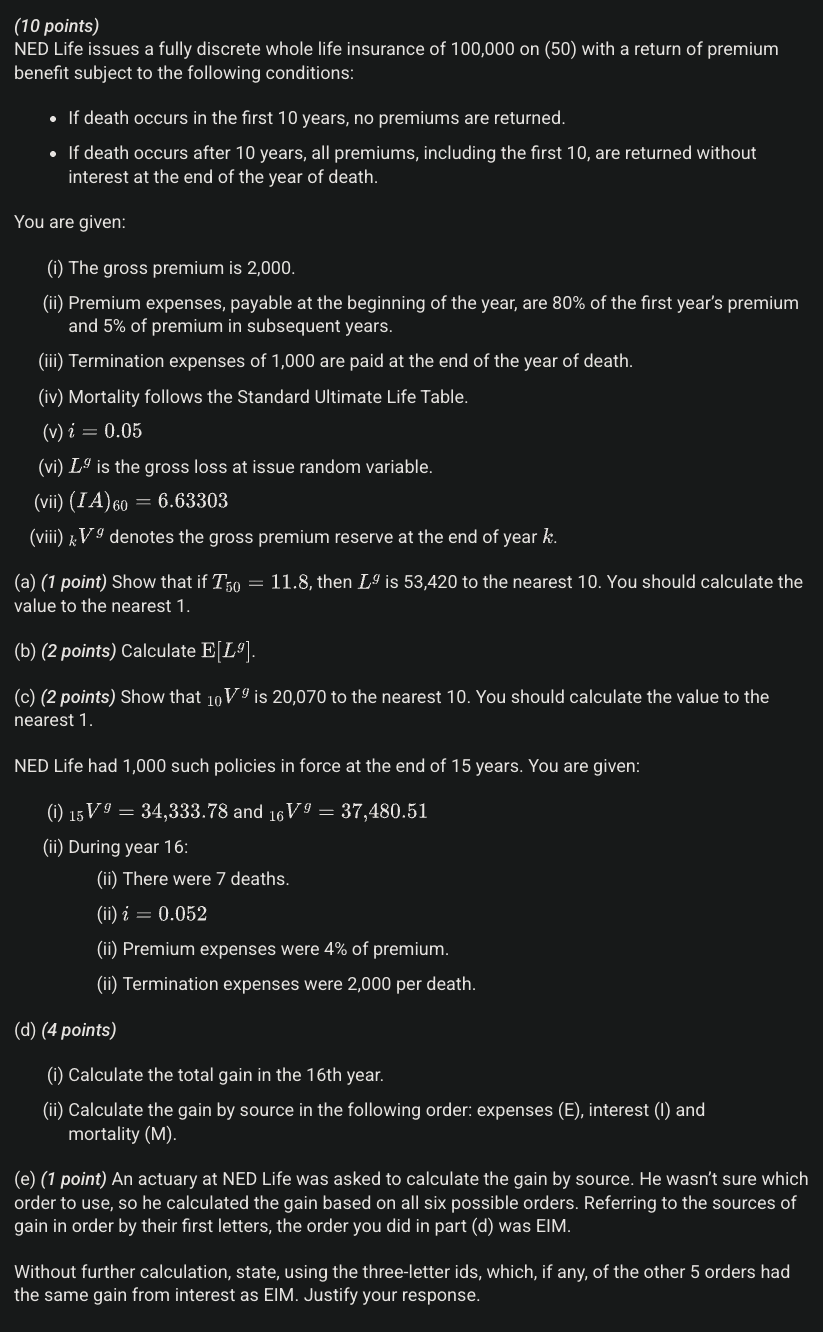 (10 points)
NED Life issues a fully discrete whole life insurance of 100,000 on (50) with a return of premium
benefit subject to the following conditions:
• If death occurs in the first 10 years, no premiums are returned.
• If death occurs after 10 years, all premiums, including the first 10, are returned without
interest at the end of the year of death.
You are given:
(i) The gross premium is 2,000.
(ii) Premium expenses, payable at the beginning of the year, are 80% of the first year's premium
and 5% of premium in subsequent years.
(iii) Termination expenses of 1,000 are paid at the end of the year of death.
(iv) Mortality follows the Standard Ultimate Life Table.
(v) $i = 0.05$
(vi) $L^g$ is the gross loss at issue random variable.
(vii) $(IA)_{60} = 6.63303$
(viii) ${}_kV^g$ denotes the gross premium reserve at the end of year $k$.
(a) (1 point) Show that if $T_{50} = 11.8$, then $L^g$ is 53,420 to the nearest 10. You should calculate the
value to the nearest 1.
(b) (2 points) Calculate $\mathrm{E}[L^g]$.
(c) (2 points) Show that ${}_{10}V^g$ is 20,070 to the nearest 10. You should calculate the value to the
nearest 1.
NED Life had 1,000 such policies in force at the end of 15 years. You are given:
(i) ${}_{15}V^g = 34,333.78$ and ${}_{16}V^g = 37,480.51$
(ii) During year 16:
(ii) There were 7 deaths.
(ii) $i = 0.052$
(ii) Premium expenses were 4% of premium.
(ii) Termination expenses were 2,000 per death.
(d) (4 points)
(i) Calculate the total gain in the 16th year.
(ii) Calculate the gain by source in the following order: expenses (E), interest (I) and
mortality (M).
(e) (1 point) An actuary at NED Life was asked to calculate the gain by source. He wasn't sure which
order to use, so he calculated the gain based on all six possible orders. Referring to the sources of
gain in order by their first letters, the order you did in part (d) was EIM.
Without further calculation, state, using the three-letter ids, which, if any, of the other 5 orders had
the same gain from interest as EIM. Justify your response.